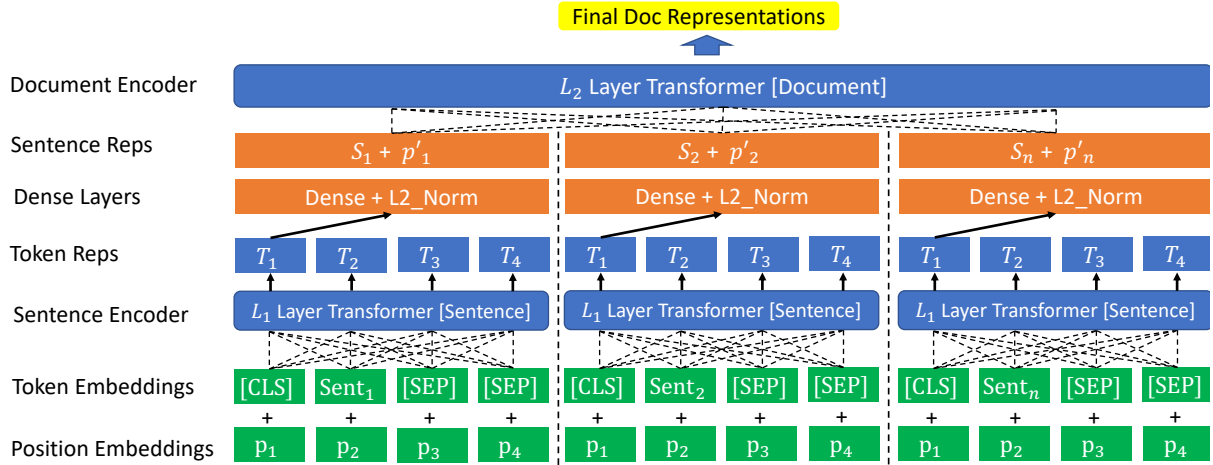 Final Doc Representations
Document Encoder L₂ Layer Transformer [Document]
Sentence Reps S₁ + p′₁ S₂ + p′₂ Sₙ + p′ₙ
Dense Layers Dense + L2_Norm Dense + L2_Norm Dense + L2_Norm
Token Reps T₁ T₂ T₃ T₄ T₁ T₂ T₃ T₄ T₁ T₂ T₃ T₄
Sentence Encoder L₁ Layer Transformer [Sentence] L₁ Layer Transformer [Sentence] L₁ Layer Transformer [Sentence]
Token Embeddings [CLS] Sent₁ [SEP] [SEP] [CLS] Sent₂ [SEP] [SEP] [CLS] Sentₙ [SEP] [SEP]
+ + + + + + + + + + + +
Position Embeddings p₁ p₂ p₃ p₄ p₁ p₂ p₃ p₄ p₁ p₂ p₃ p₄